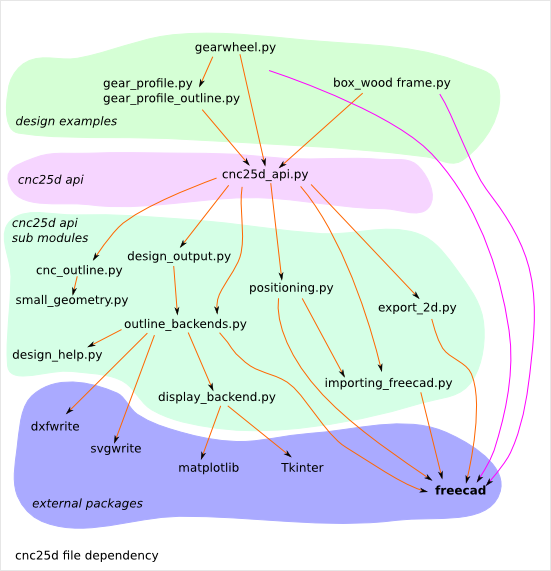 gearwheel.py
gear_profile.py
gear_profile_outline.py
box_wood frame.py
design examples
cnc25d api
cnc25d_api.py
cnc25d api
sub modules
design_output.py
cnc_outline.py
small_geometry.py
positioning.py
export_2d.py
outline_backends.py
design_help.py
importing_freecad.py
display_backend.py
dxfwrite
svgwrite
matplotlib
Tkinter
freecad
external packages
cnc25d file dependency